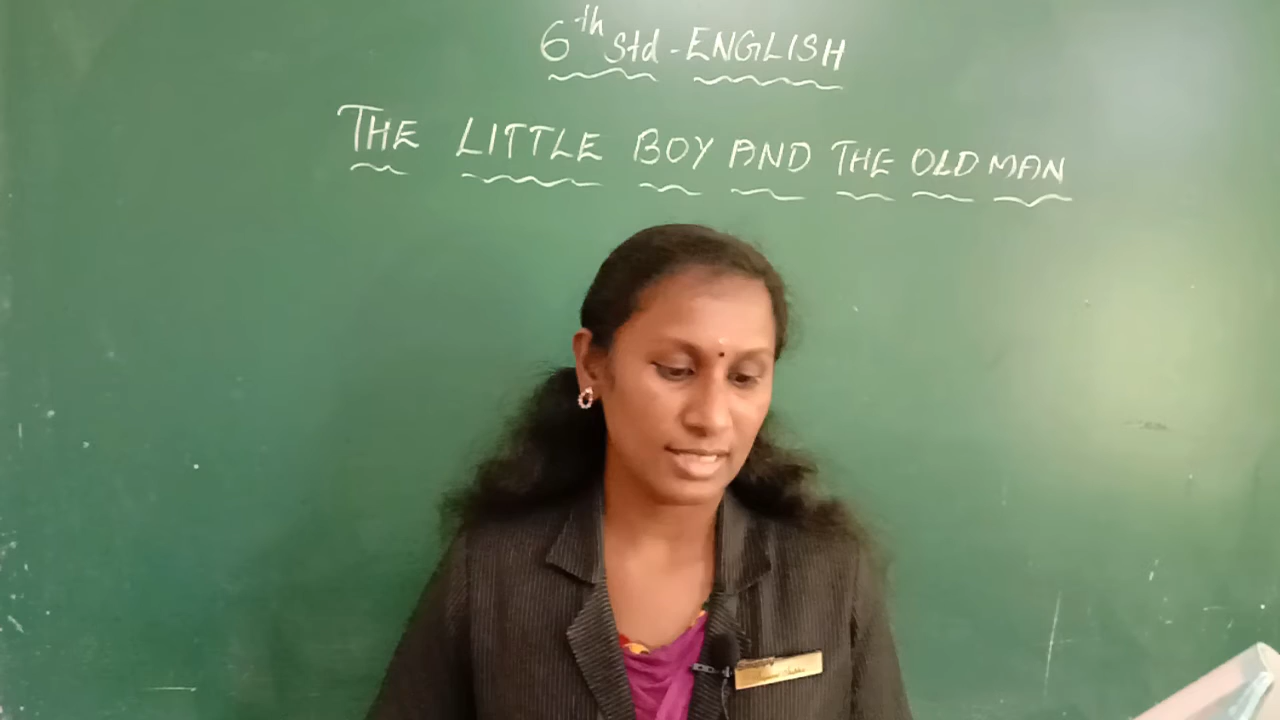 6th Std - ENGLISH
THE LITTLE BOY AND THE OLD MAN